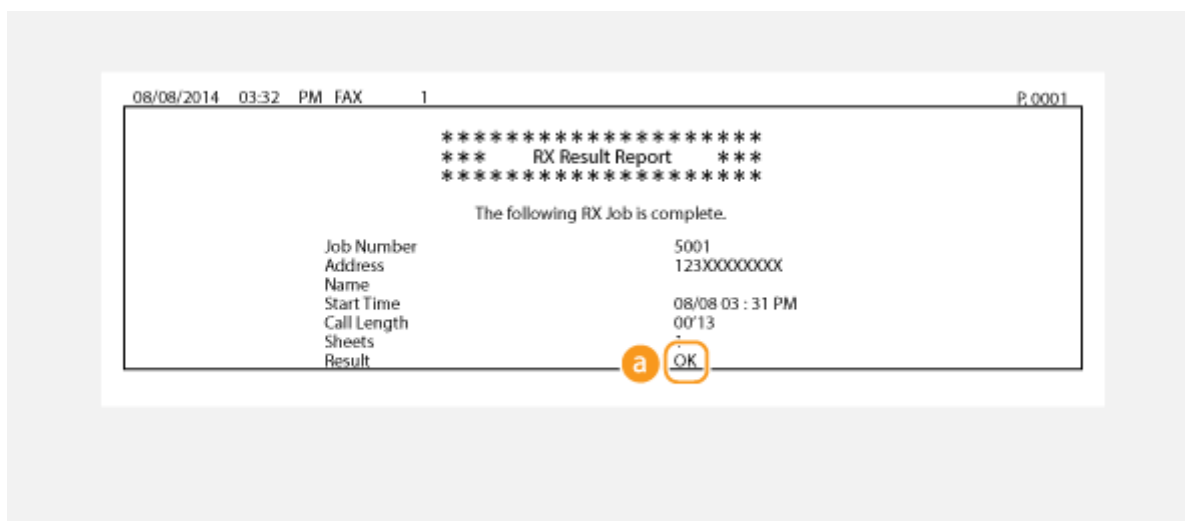 08/08/2014 03:32 PM FAX 1 P. 0001
********************
*** RX Result Report ***
********************
The following RX Job is complete.
Job Number 5001
Address 123XXXXXXXX
Name
Start Time 08/08 03 : 31 PM
Call Length 00'13
Sheets
Result a OK